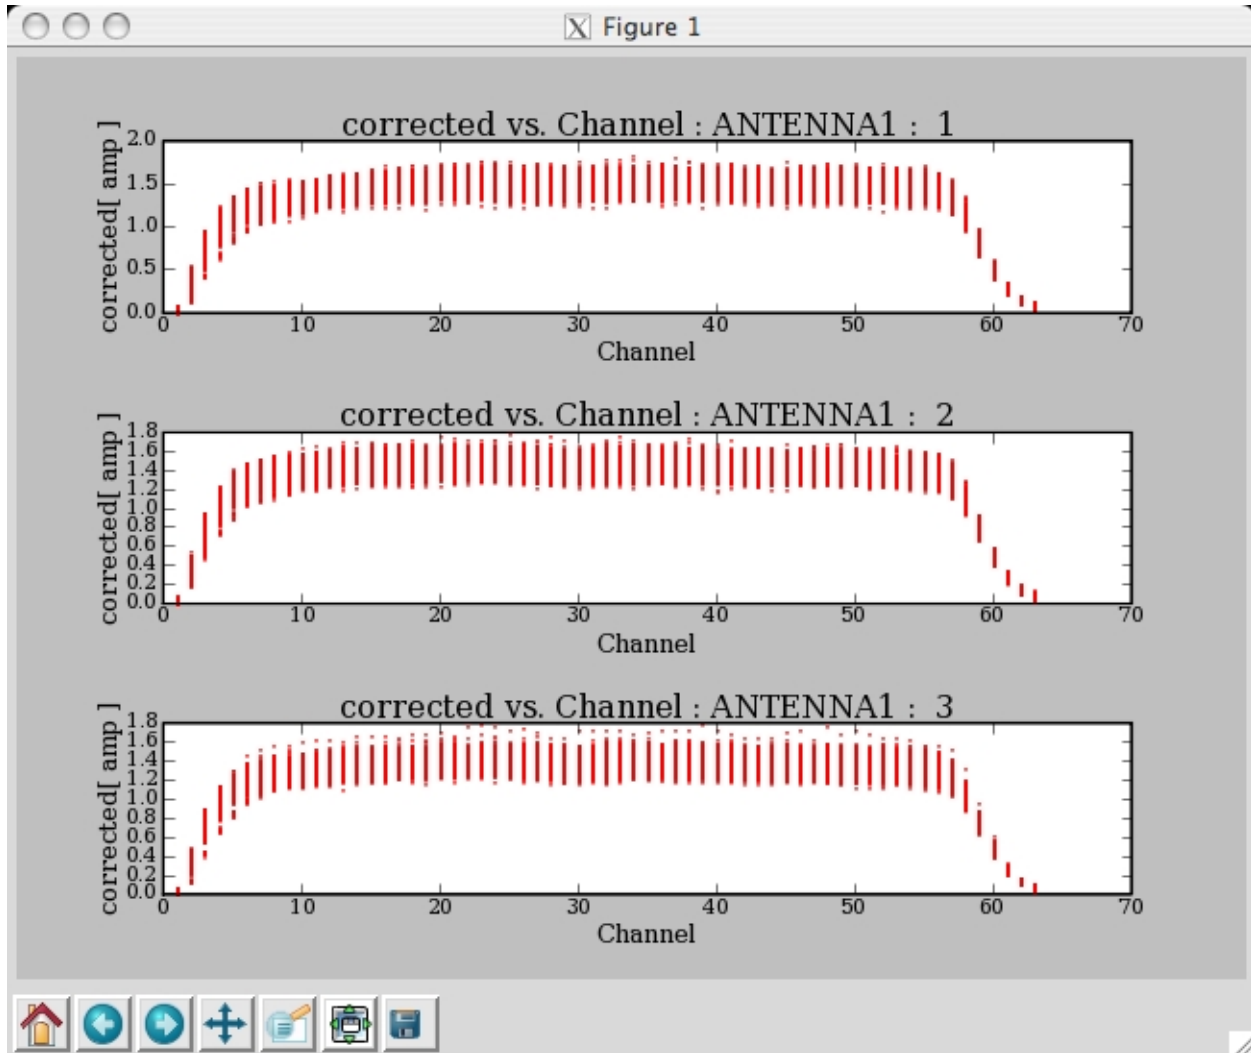 Figure 1
corrected vs. Channel : ANTENNA1 : 1
corrected[ amp ]
2.0
1.5
1.0
0.5
0.0
0 10 20 30 40 50 60 70
Channel
corrected vs. Channel : ANTENNA1 : 2
corrected[ amp ]
1.8
1.6
1.4
1.2
1.0
0.8
0.6
0.4
0.2
0.0
0 10 20 30 40 50 60 70
Channel
corrected vs. Channel : ANTENNA1 : 3
corrected[ amp ]
1.8
1.6
1.4
1.2
1.0
0.8
0.6
0.4
0.2
0.0
0 10 20 30 40 50 60 70
Channel